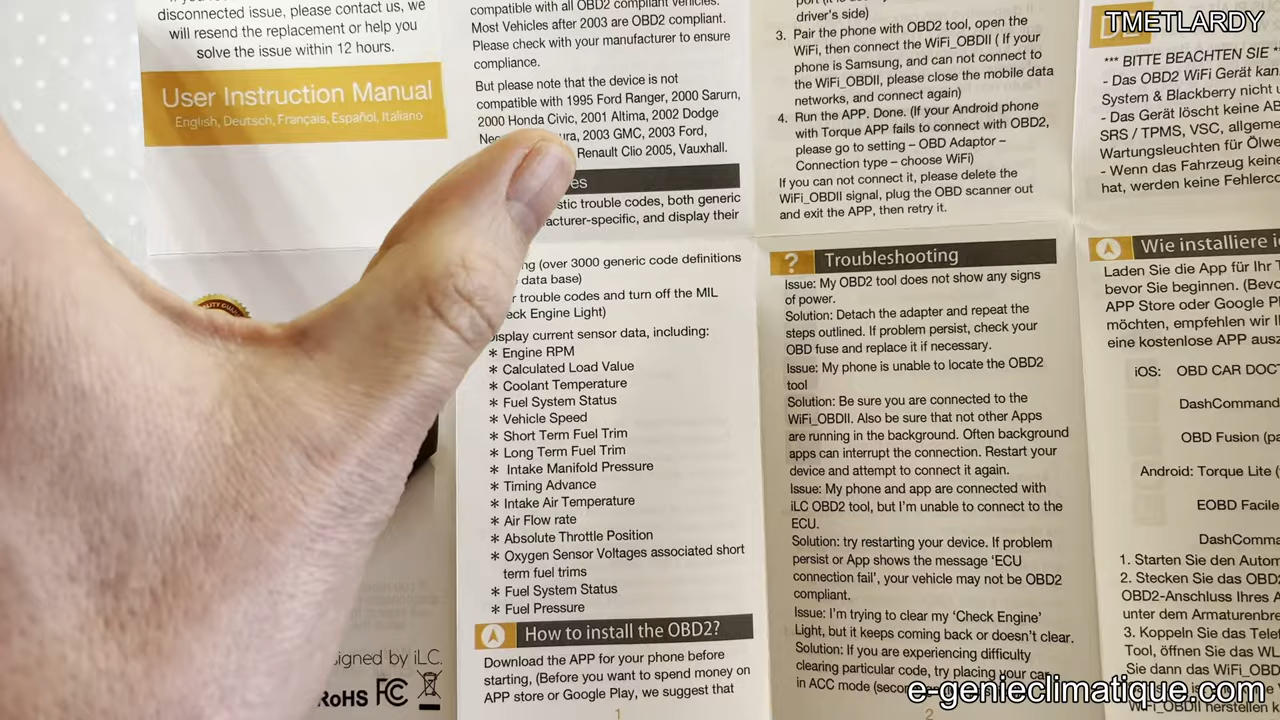 disconnected issue, please contact us, we
will resend the replacement or help you
solve the issue within 12 hours.
User Instruction Manual
English, Deutsch, Français, Español, Italiano
signed by iLC.
RoHS FC
compatible with all OBD2 compliant vehicles.
Most Vehicles after 2003 are OBD2 compliant.
Please check with your manufacturer to ensure
compliance.
But please note that the device is not
compatible with 1995 Ford Ranger, 2000 Sarurn,
2000 Honda Civic, 2001 Altima, 2002 Dodge
2003 GMC, 2003 Ford,
Renault Clio 2005, Vauxhall.
stic trouble codes, both generic
acturer-specific, and display their
ng (over 3000 generic code definitions
data base)
r trouble codes and turn off the MIL
eck Engine Light)
isplay current sensor data, including:
* Engine RPM
* Calculated Load Value
* Coolant Temperature
* Fuel System Status
* Vehicle Speed
* Short Term Fuel Trim
* Long Term Fuel Trim
* Intake Manifold Pressure
* Timing Advance
* Intake Air Temperature
* Air Flow rate
* Absolute Throttle Position
* Oxygen Sensor Voltages associated short
term fuel trims
* Fuel System Status
* Fuel Pressure
How to install the OBD2?
Download the APP for your phone before
starting, (Before you want to spend money on
APP store or Google Play, we suggest that
1
driver's side)
3. Pair the phone with OBD2 tool, open the
WiFi, then connect the WiFi_OBDII ( If your
phone is Samsung, and can not connect to
the WiFi_OBDII, please close the mobile data
networks, and connect again)
4. Run the APP. Done. (If your Android phone
with Torque APP fails to connect with OBD2,
please go to setting – OBD Adaptor –
Connection type – choose WiFi)
If you can not connect it, please delete the
WiFi_OBDII signal, plug the OBD scanner out
and exit the APP, then retry it.
? Troubleshooting
Issue: My OBD2 tool does not show any signs
of power.
Solution: Detach the adapter and repeat the
steps outlined. If problem persist, check your
OBD fuse and replace it if necessary.
Issue: My phone is unable to locate the OBD2
tool
Solution: Be sure you are connected to the
WiFi_OBDII. Also be sure that not other Apps
are running in the background. Often background
apps can interrupt the connection. Restart your
device and attempt to connect it again.
Issue: My phone and app are connected with
iLC OBD2 tool, but I'm unable to connect to the
ECU.
Solution: try restarting your device. If problem
persist or App shows the message 'ECU
connection fail', your vehicle may not be OBD2
compliant.
Issue: I'm trying to clear my 'Check Engine'
Light, but it keeps coming back or doesn't clear.
Solution: If you are experiencing difficulty
clearing particular code, try placing your car
in ACC mode
2
TMETLARDY
DE
*** BITTE BEACHTEN SIE **
- Das OBD2 WiFi Gerät kan
System & Blackberry nicht u
- Das Gerät löscht keine AB
SRS / TPMS, VSC, allgeme
Wartungsleuchten für Ölwe
- Wenn das Fahrzeug keine
hat, werden keine Fehlerco
Wie installiere i
Laden Sie die App für Ihr T
bevor Sie beginnen. (Bevo
APP Store oder Google P
möchten, empfehlen wir I
eine kostenlose APP ausz
iOS: OBD CAR DOC
DashCommand
OBD Fusion (pa
Android: Torque Lite (
EOBD Facile
DashComma
1. Starten Sie den Autom
2. Stecken Sie das OBD2
OBD2-Anschluss Ihres A
unter dem Armaturenbre
3. Koppeln Sie das Telef
Tool, öffnen Sie das WL
Sie dann das WiFi_OBD
WiFi_OBDII herstellen k
e-genieclimatique.com